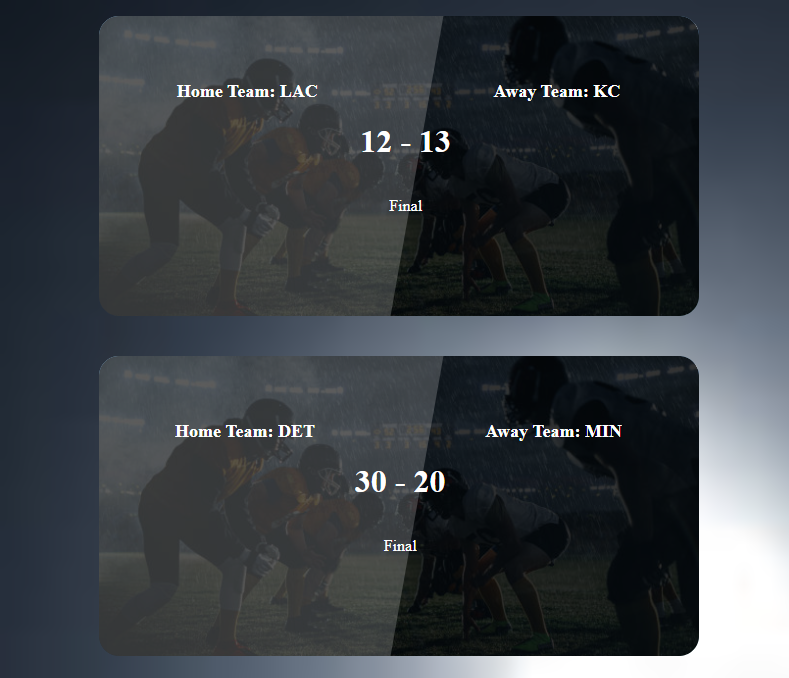 Home Team: LAC
Away Team: KC
12 - 13
Final
Home Team: DET
Away Team: MIN
30 - 20
Final